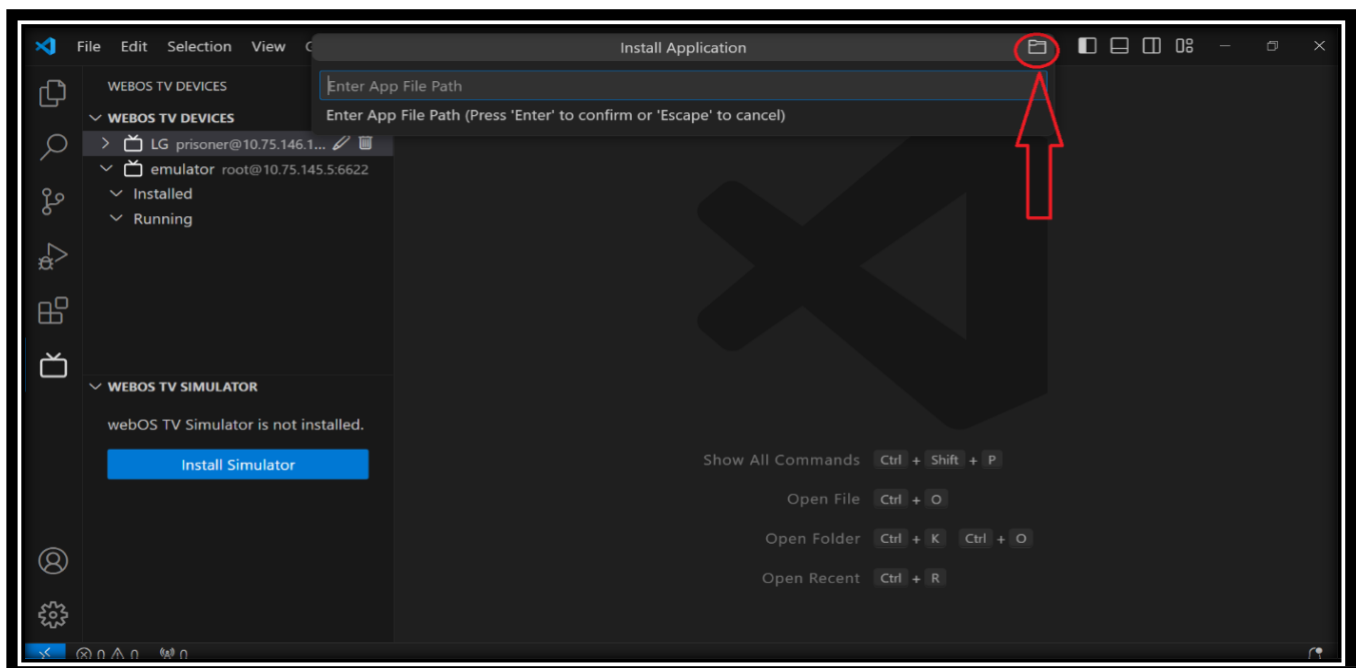 File Edit Selection View
Install Application
WEBOS TV DEVICES
Enter App File Path
WEBOS TV DEVICES
Enter App File Path (Press 'Enter' to confirm or 'Escape' to cancel)
LG prisoner@10.75.146.1...
emulator root@10.75.145.5:6622
Installed
Running
WEBOS TV SIMULATOR
webOS TV Simulator is not installed.
Install Simulator
Show All Commands Ctrl + Shift + P
Open File Ctrl + O
Open Folder Ctrl + K Ctrl + O
Open Recent Ctrl + R
0 0 0